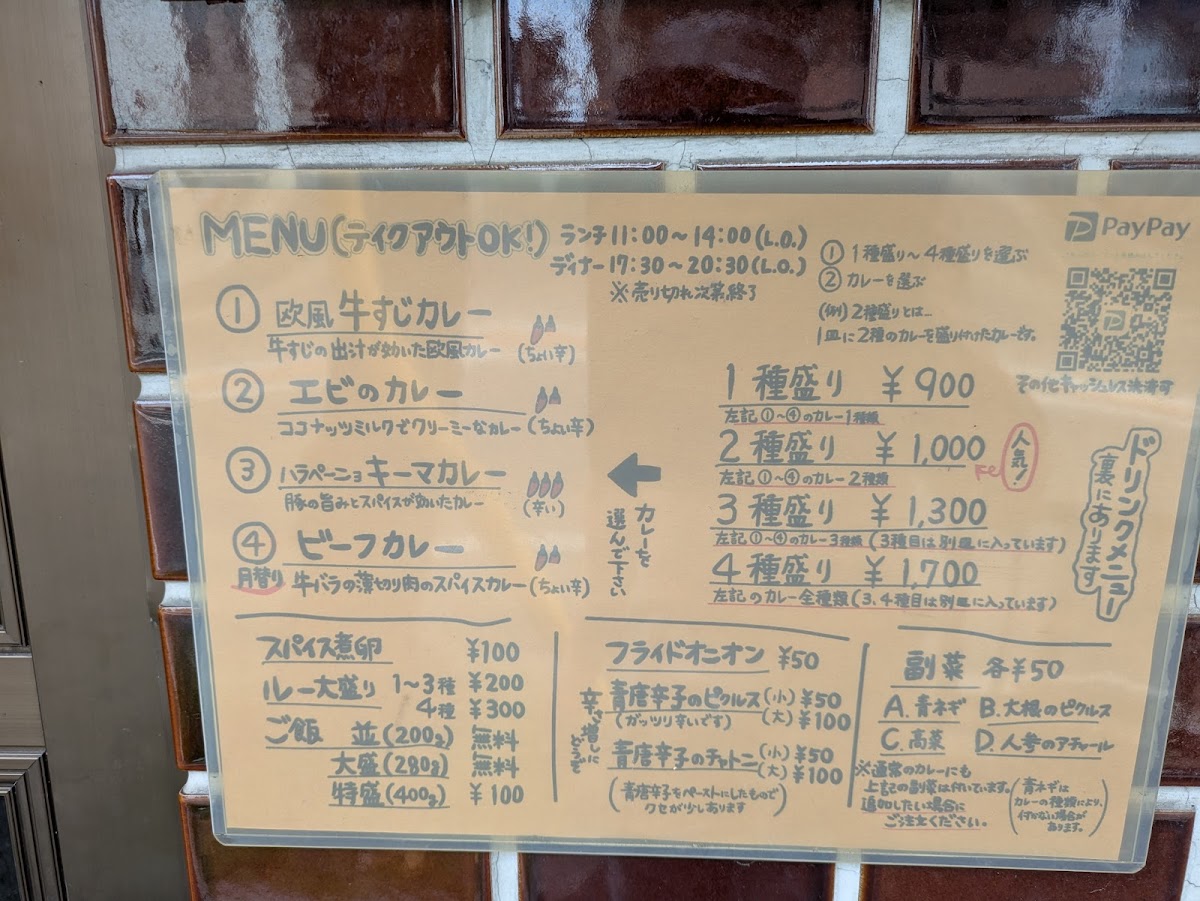 MENU(テイクアウトOK!)
ランチ11:00〜14:00(L.O.)
ディナー17:30〜20:30(L.O.)
※売り切れ次第終了
① 1種盛り〜4種盛りを選ぶ
② カレーを選ぶ
(例)2種盛りとは…
1皿に2種のカレーを盛り付けたカレーです。
PayPay
その他キャッシュレス決済可
① 欧風牛すじカレー
牛すじの出汁が効いた欧風カレー (ちょい辛)
② エビのカレー
ココナッツミルクでクリーミーなカレー (ちょい辛)
③ ハラペーニョキーマカレー
豚の旨みとスパイスが効いたカレー (辛い)
④ ビーフカレー
月替り 牛バラの薄切り肉のスパイスカレー (ちょい辛)
カレーを
選んで下さい
1種盛り ¥900
左記①〜④のカレー1種類
2種盛り ¥1,000
人気!
左記①〜④のカレー2種類
3種盛り ¥1,300
左記①〜④のカレー3種類(3種目は別皿に入っています)
4種盛り ¥1,700
左記のカレー全種類(3、4種目は別皿に入っています)
ドリンクメニュー
裏にあります
スパイス煮卵 ¥100
ルー大盛り 1〜3種 ¥200
4種 ¥300
ご飯 並(200g) 無料
大盛(280g) 無料
特盛(400g) ¥100
フライドオニオン ¥50
辛さ増しに
どうぞ
青唐辛子のピクルス(小)¥50
(ガッツリ辛いです) (大)¥100
青唐辛子のチャトニ(小)¥50
(大)¥100
(青唐辛子をペーストにしたもので
クセが少しあります)
副菜 各¥50
A.青ネギ B.大根のピクルス
C.高菜 D.人参のアチャール
※通常のカレーにも
上記の副菜は付いています。
追加したい場合に
ご注文ください。
(青ネギは
カレーの種類により、
付かない場合が
あります。)